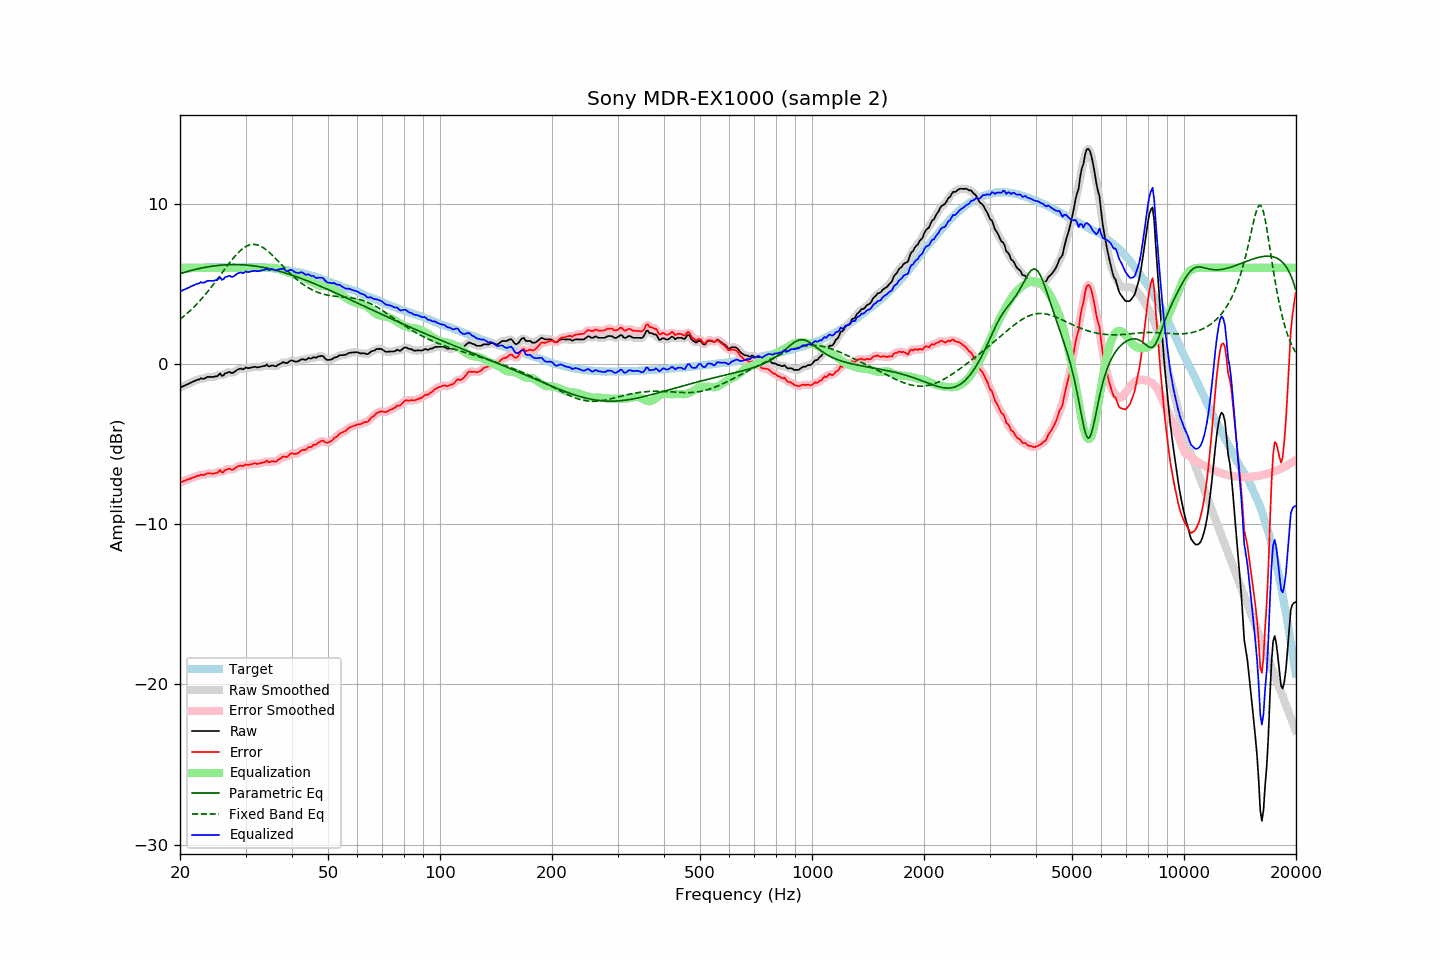 Sony MDR-EX1000 (sample 2)
Amplitude (dBr)
10
0
−10
−20
−30
Target
Raw Smoothed
Error Smoothed
Raw
Error
Equalization
Parametric Eq
Fixed Band Eq
Equalized
20 50 100 200 500 1000 2000 5000 10000 20000
Frequency (Hz)